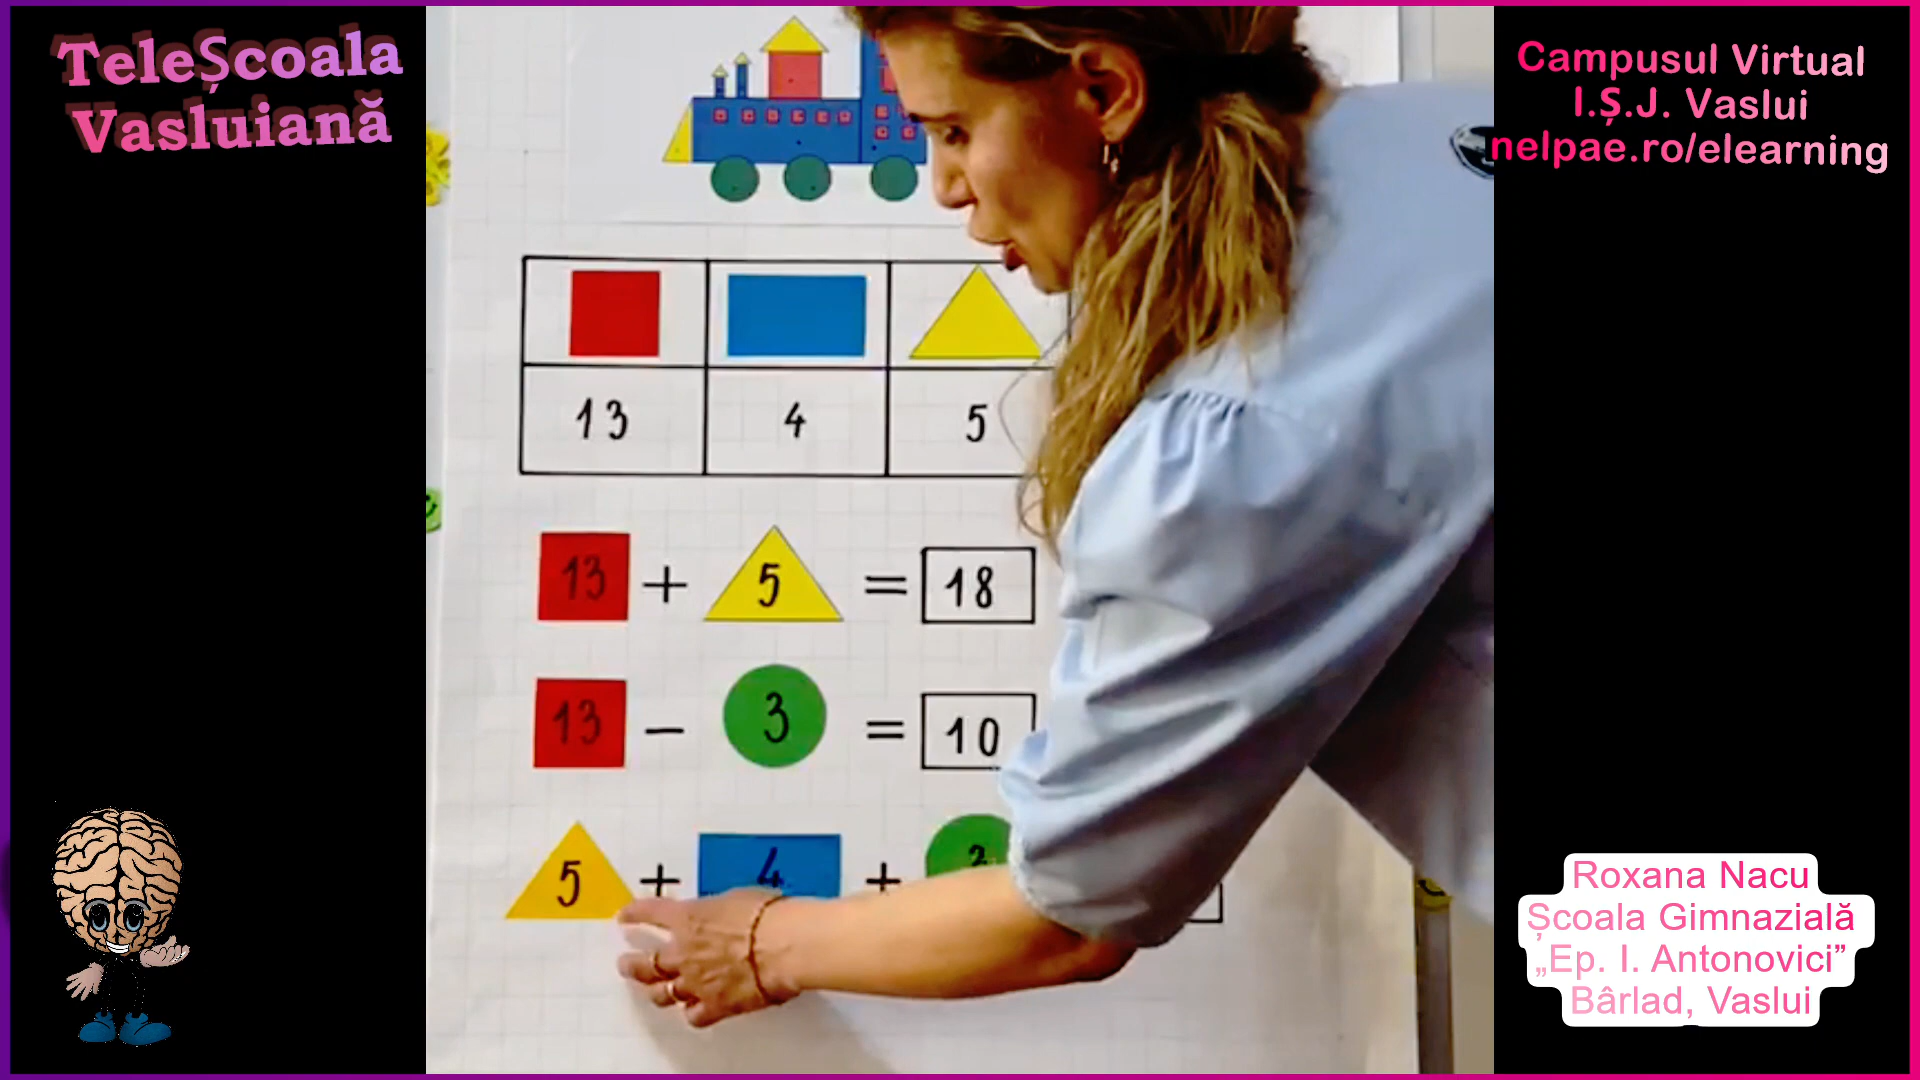 TeleȘcoala
Vasluiană
Campusul Virtual
I.Ș.J. Vaslui
nelpae.ro/elearning
13 4 5
13 + 5 = 18
13 - 3 = 10
5 + 4 + 3
Roxana Nacu
Școala Gimnazială
„Ep. I. Antonovici”
Bârlad, Vaslui